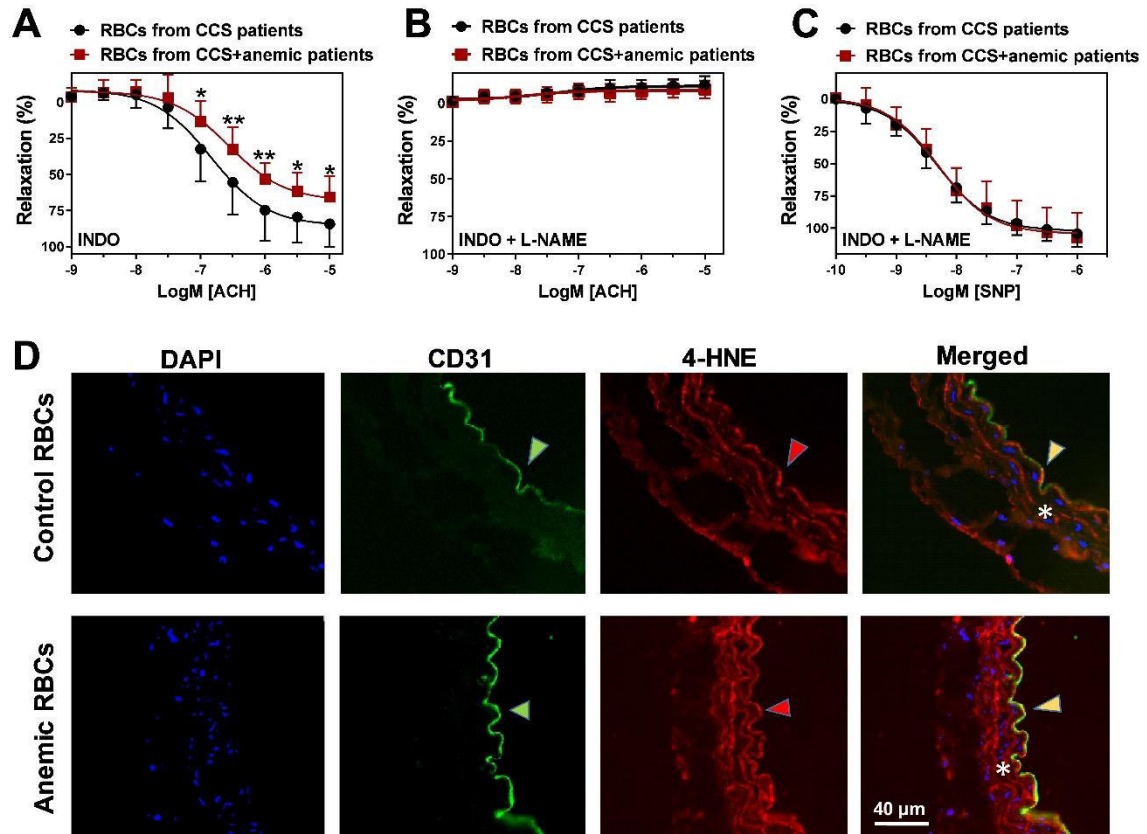 A
RBCs from CCS patients
RBCs from CCS+anemic patients
Relaxation (%)
0
25
50
75
100
* ** ** * *
INDO
-9 -8 -7 -6 -5
LogM [ACH]
B
RBCs from CCS patients
RBCs from CCS+anemic patients
Relaxation (%)
0
25
50
75
100
INDO + L-NAME
-9 -8 -7 -6 -5
LogM [ACH]
C
RBCs from CCS patients
RBCs from CCS+anemic patients
Relaxation (%)
0
25
50
75
100
INDO + L-NAME
-10 -9 -8 -7 -6
LogM [SNP]
D
DAPI CD31 4-HNE Merged
Control RBCs
*
Anemic RBCs
*
40 µm